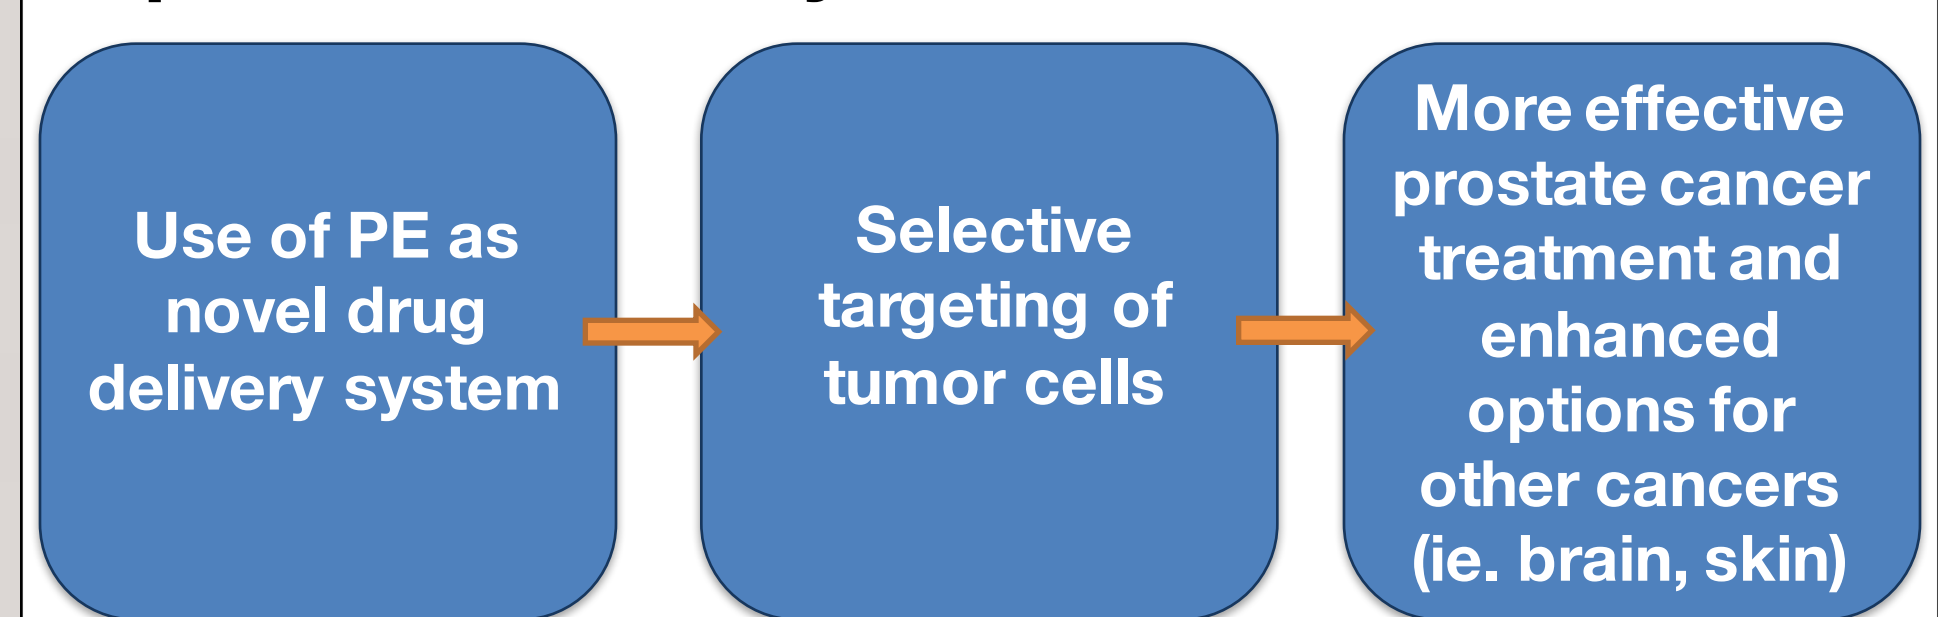 Use of PE as
novel drug
delivery system
Selective
targeting of
tumor cells
More effective
prostate cancer
treatment and
enhanced
options for
other cancers
(ie. brain, skin)